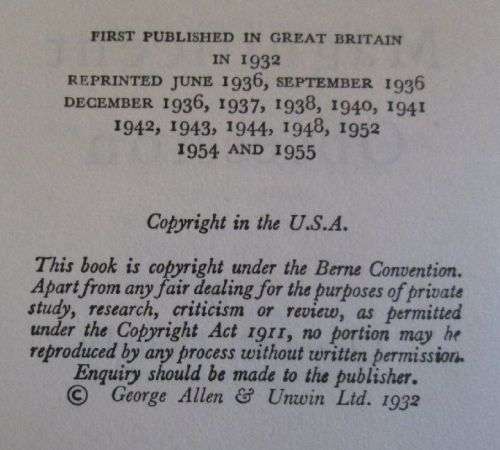 FIRST PUBLISHED IN GREAT BRITAIN
IN 1932
REPRINTED JUNE 1936, SEPTEMBER 1936
DECEMBER 1936, 1937, 1938, 1940, 1941
1942, 1943, 1944, 1948, 1952
1954 AND 1955
Copyright in the U.S.A.
This book is copyright under the Berne Convention.
Apart from any fair dealing for the purposes of private
study, research, criticism or review, as permitted
under the Copyright Act 1911, no portion may be
reproduced by any process without written permission.
Enquiry should be made to the publisher.
© George Allen & Unwin Ltd. 1932